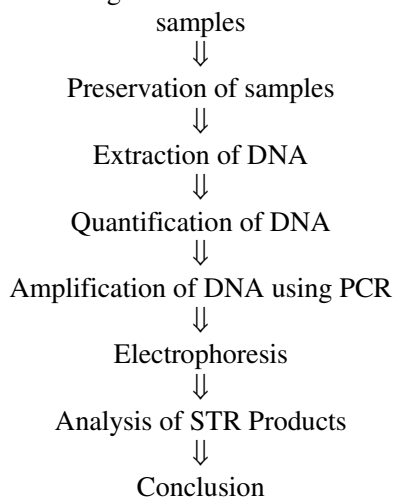 samples
⇓
Preservation of samples
⇓
Extraction of DNA
⇓
Quantification of DNA
⇓
Amplification of DNA using PCR
⇓
Electrophoresis
⇓
Analysis of STR Products
⇓
Conclusion